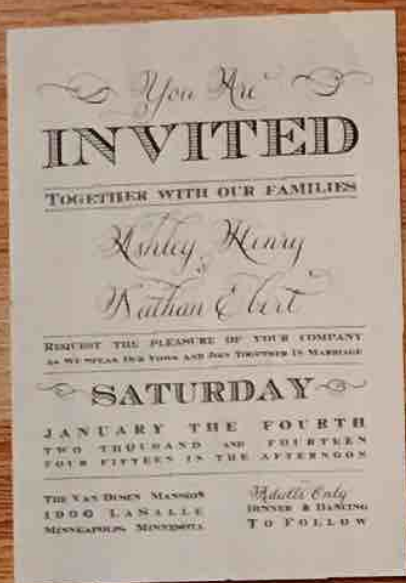 You Are
INVITED
TOGETHER WITH OUR FAMILIES
Ashley Henry
&
Nathan Ebert
REQUEST THE PLEASURE OF YOUR COMPANY
AS WE SPEAK OUR VOWS AND JOIN TOGETHER IN MARRIAGE
SATURDAY
JANUARY THE FOURTH
TWO THOUSAND AND FOURTEEN
FOUR FIFTEEN IN THE AFTERNOON
THE VAN DUSEN MANSION
1900 LASALLE
MINNEAPOLIS, MINNESOTA
Adults Only
DINNER & DANCING
TO FOLLOW